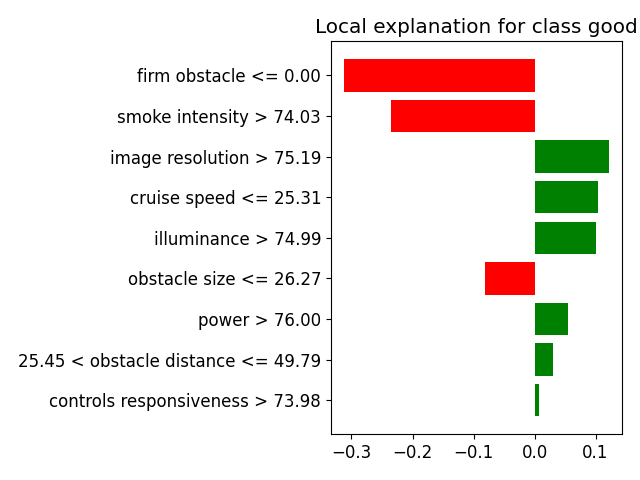 Local explanation for class good
firm obstacle <= 0.00
smoke intensity > 74.03
image resolution > 75.19
cruise speed <= 25.31
illuminance > 74.99
obstacle size <= 26.27
power > 76.00
25.45 < obstacle distance <= 49.79
controls responsiveness > 73.98
−0.3 −0.2 −0.1 0.0 0.1